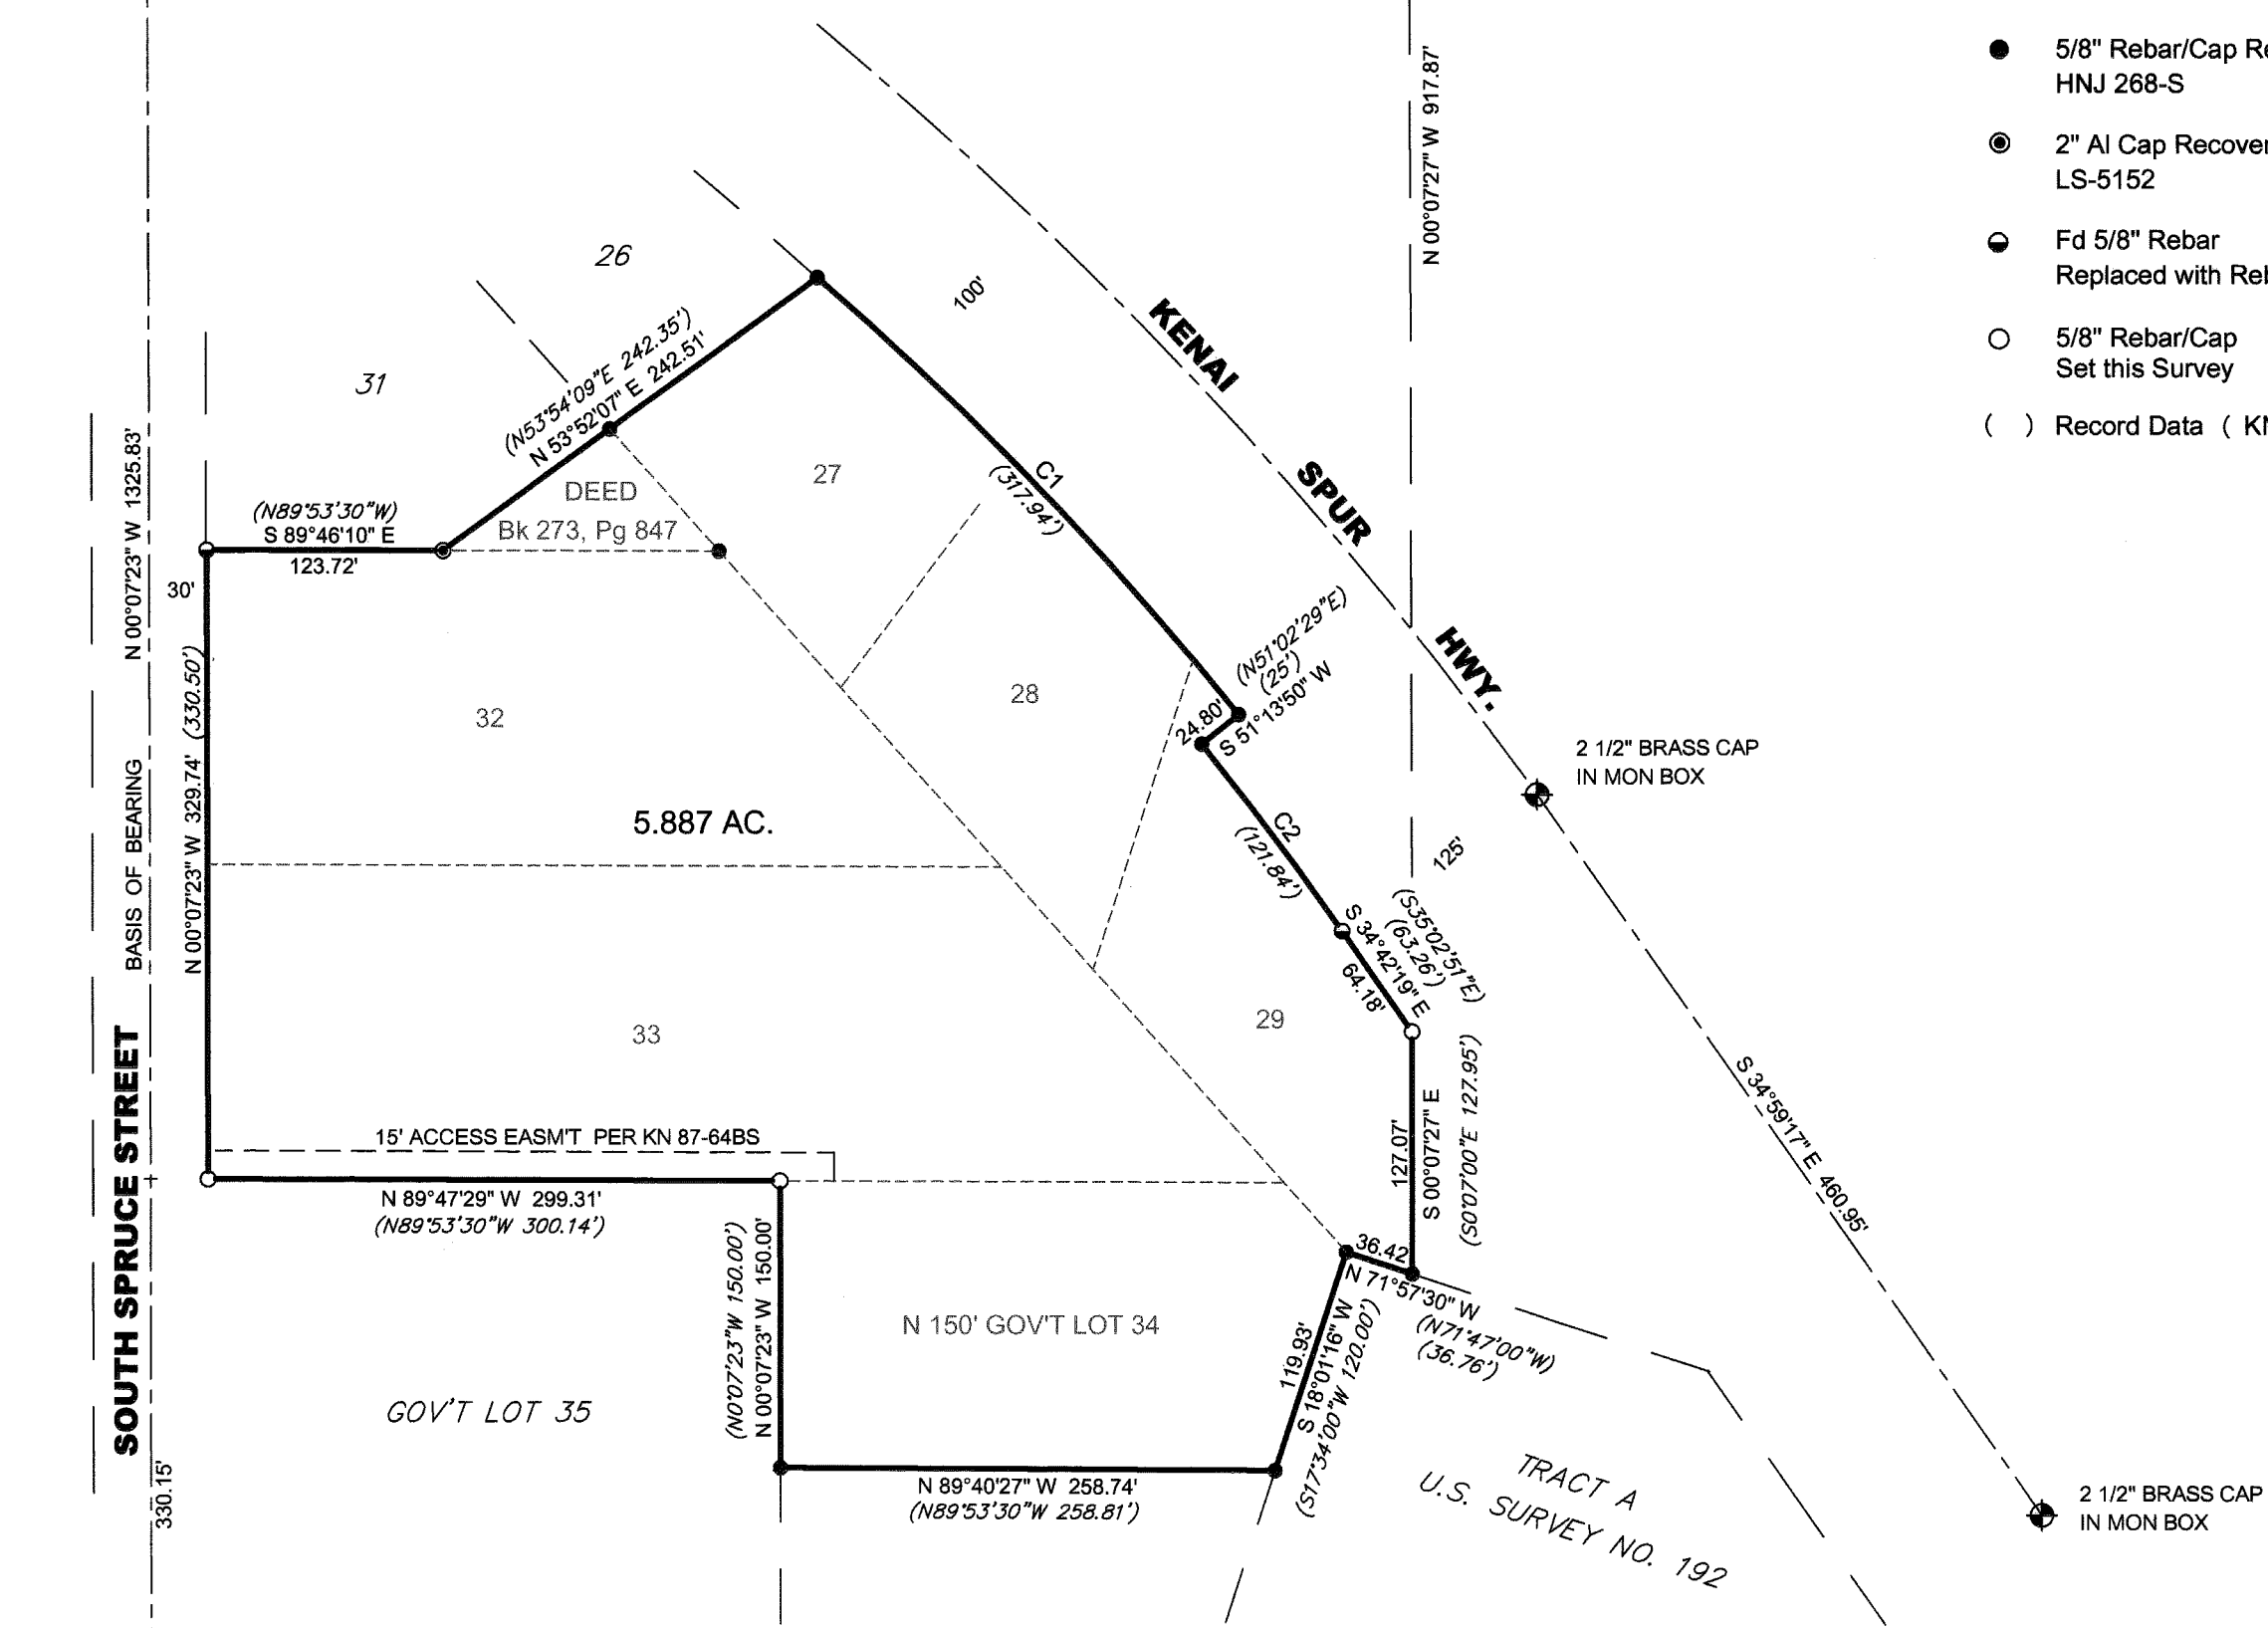 5/8" Rebar/Cap Re
HNJ 268-S
2" Al Cap Recover
LS-5152
Fd 5/8" Rebar
Replaced with Reb
5/8" Rebar/Cap
Set this Survey
( ) Record Data ( KN
N 00°07'27" W 917.87'
100'
KENAI
SPUR
HWY.
26
31
(N53°54'09"E 242.35')
N 53°52'07" E 242.51'
27
C1
(317.94')
DEED
Bk 273, Pg 847
(N89°53'30"W)
S 89°46'10" E
123.72'
30'
N 00°07'23" W 1325.83'
BASIS OF BEARING
SOUTH SPRUCE STREET
330.15'
N 00°07'23" W 329.74' (330.50')
32
28
(N51°02'29"E)
(25')
S 51°13'50" W
24.80'
2 1/2" BRASS CAP
IN MON BOX
5.887 AC.
C2
(121.84')
125'
(S35°02'51"E)
(63.26')
S 34°42'19" E
64.18'
33
29
127.07'
S 00°07'27" E
(S0°07'00"E 127.95')
S 34°59'17" E 460.95'
15' ACCESS EASM'T PER KN 87-64BS
N 89°47'29" W 299.31'
(N89°53'30"W 300.14')
(N0°07'23"W 150.00')
N 00°07'23" W 150.00'
36.42
N 71°57'30" W
(N71°47'00"W)
(36.76')
N 150' GOV'T LOT 34
119.93'
S 18°01'16" W
(S17°34'00"W 120.00')
GOV'T LOT 35
N 89°40'27" W 258.74'
(N89°53'30"W 258.81')
TRACT A
U.S. SURVEY NO. 192
2 1/2" BRASS CAP
IN MON BOX